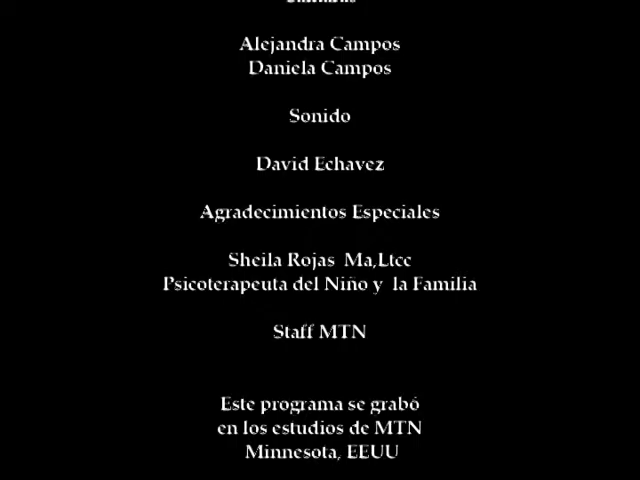 Alejandra Campos
Daniela Campos
Sonido
David Echavez
Agradecimientos Especiales
Sheila Rojas Ma,Ltcc
Psicoterapeuta del Niño y la Familia
Staff MTN
Este programa se grabó
en los estudios de MTN
Minnesota, EEUU